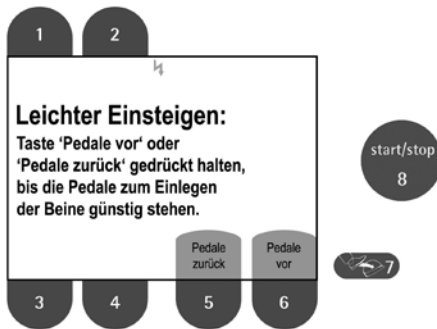 1 2
Leichter Einsteigen:
Taste ‘Pedale vor‘ oder
‘Pedale zurück‘ gedrückt halten,
bis die Pedale zum Einlegen
der Beine günstig stehen.
start/stop
8
Pedale
zurück
Pedale
vor
7
3 4 5 6